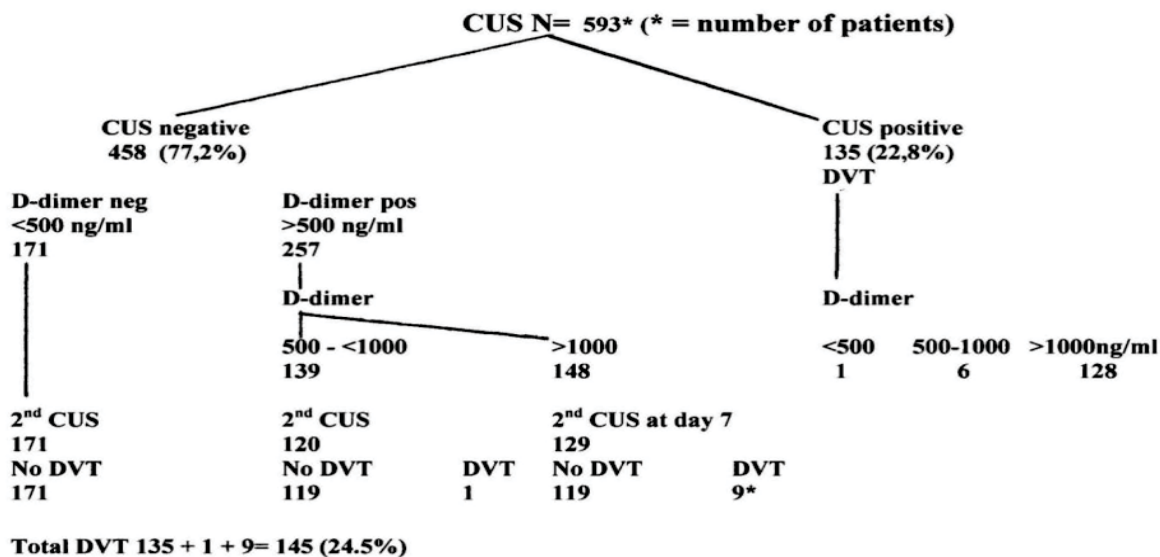 CUS N= 593* (* = number of patients)
CUS negative CUS positive
458 (77,2%) 135 (22,8%)
DVT
D-dimer neg D-dimer pos
<500 ng/ml >500 ng/ml
171 257
D-dimer D-dimer
500 - <1000 >1000 <500 500-1000 >1000ng/ml
139 148 1 6 128
2nd CUS 2nd CUS 2nd CUS at day 7
171 120 129
No DVT No DVT DVT No DVT DVT
171 119 1 119 9*
Total DVT 135 + 1 + 9= 145 (24.5%)